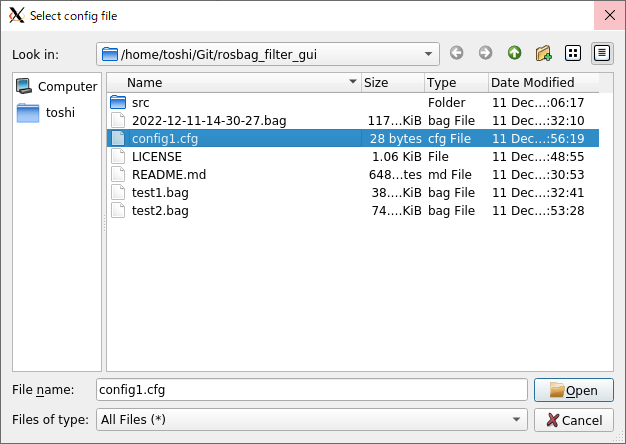 Select config file
Look in: /home/toshi/Git/rosbag_filter_gui
Computer
toshi
Name Size Type Date Modified
src Folder 11 Dec...:06:17
2022-12-11-14-30-27.bag 117...KiB bag File 11 Dec...:32:10
config1.cfg 28 bytes cfg File 11 Dec...:56:19
LICENSE 1.06 KiB File 11 Dec...:48:55
README.md 648...tes md File 11 Dec...:30:53
test1.bag 38....KiB bag File 11 Dec...:32:41
test2.bag 74....KiB bag File 11 Dec...:53:28
File name: config1.cfg Open
Files of type: All Files (*) Cancel